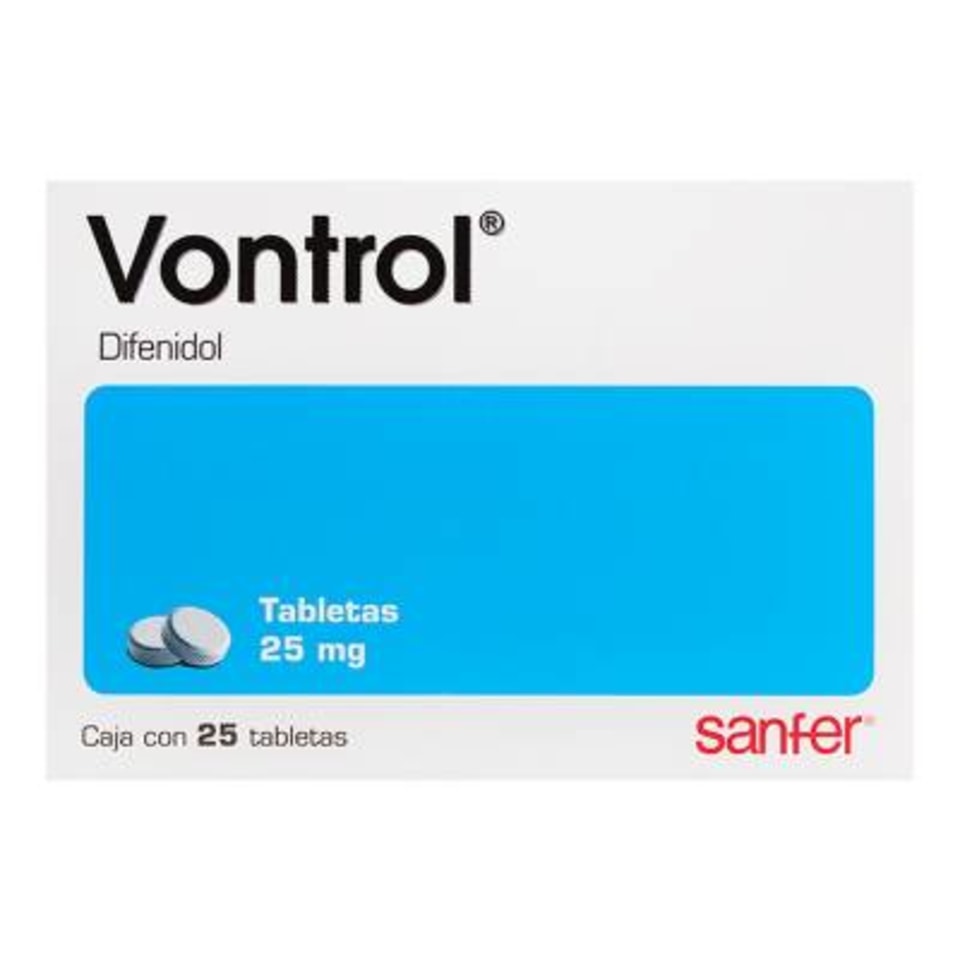 Vontrol®
Difenidol
Tabletas
25 mg
Caja con 25 tabletas
sanfer®